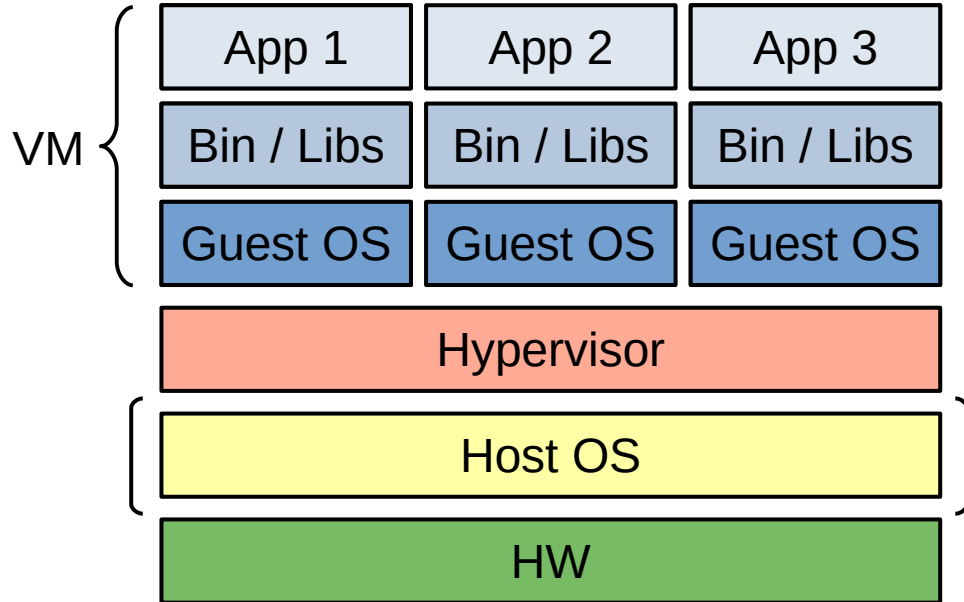 App 1 App 2 App 3
VM
Bin / Libs Bin / Libs Bin / Libs
Guest OS Guest OS Guest OS
Hypervisor
Host OS
HW